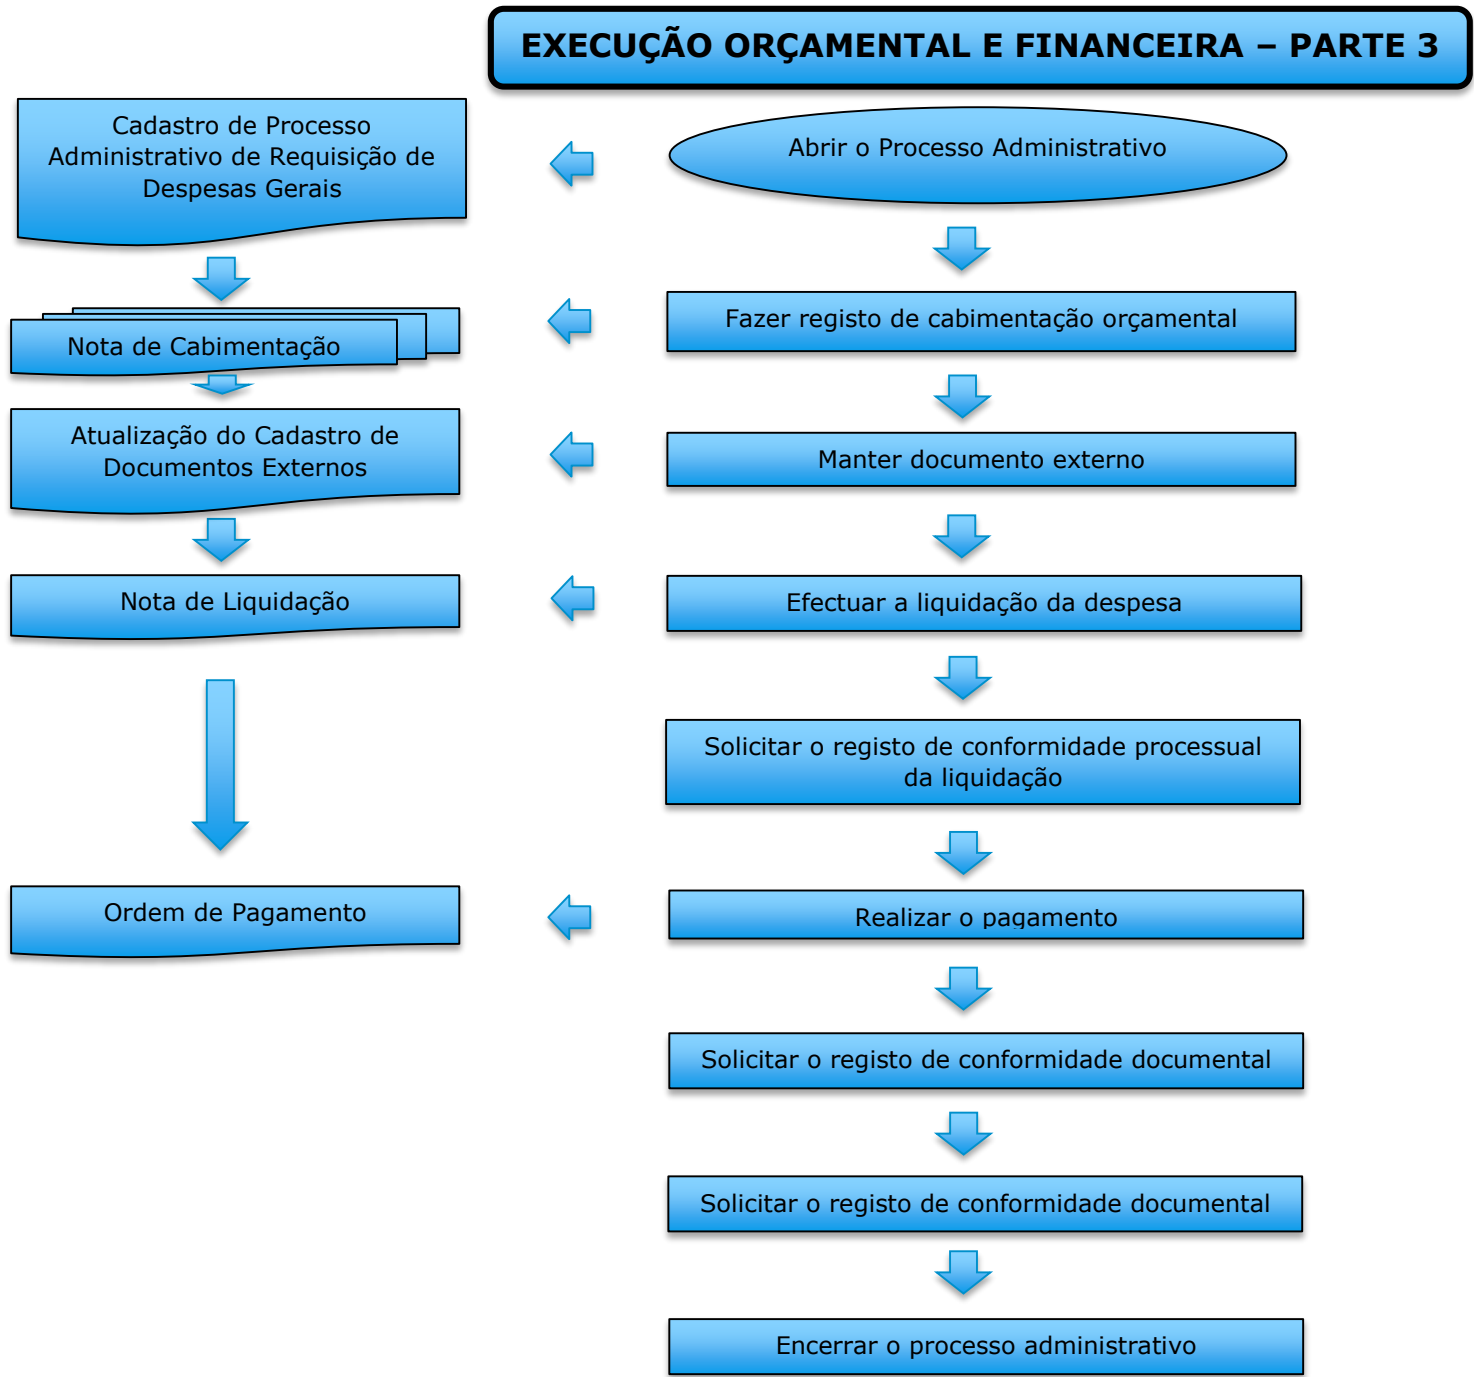 EXECUÇÃO ORÇAMENTAL E FINANCEIRA – PARTE 3
Cadastro de Processo
Administrativo de Requisição de
Despesas Gerais
Abrir o Processo Administrativo
Nota de Cabimentação
Fazer registo de cabimentação orçamental
Atualização do Cadastro de
Documentos Externos
Manter documento externo
Nota de Liquidação
Efectuar a liquidação da despesa
Solicitar o registo de conformidade processual
da liquidação
Ordem de Pagamento
Realizar o pagamento
Solicitar o registo de conformidade documental
Solicitar o registo de conformidade documental
Encerrar o processo administrativo